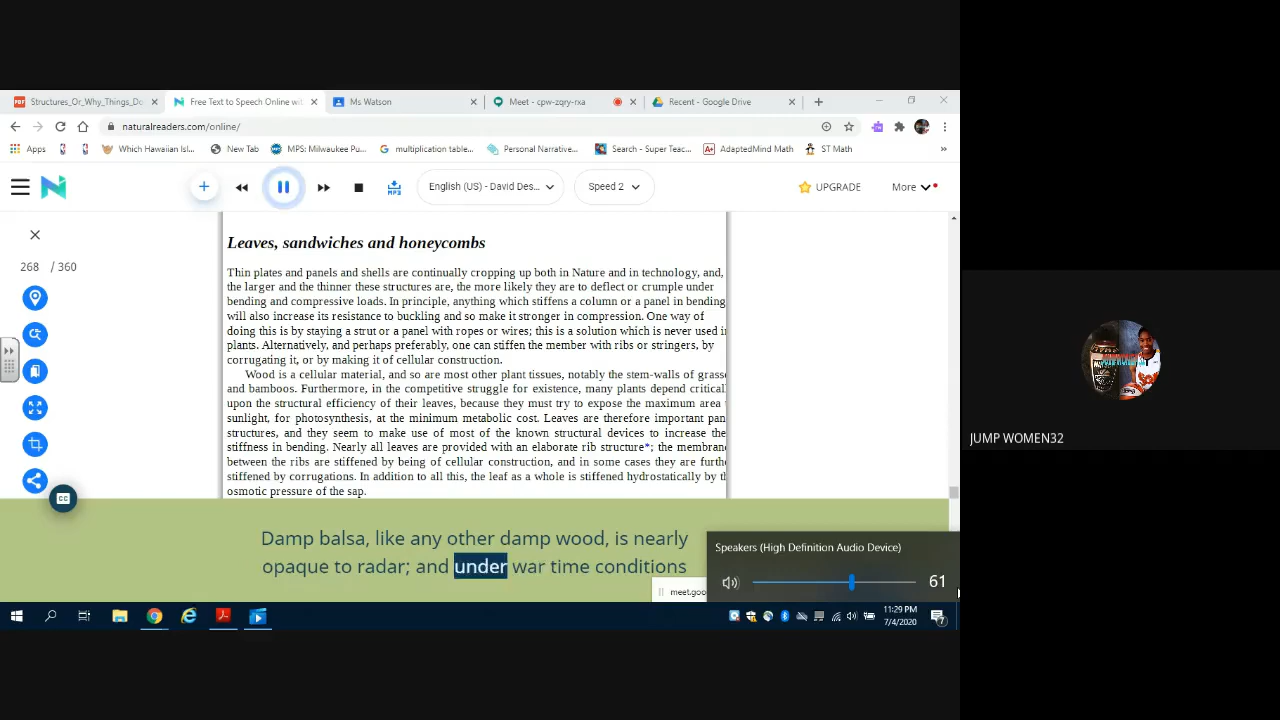 Structures_Or_Why_Things_Do
Free Text to Speech Online wit
Ms Watson
Meet - cpw-zqry-rxa
Recent - Google Drive
naturalreaders.com/online/
Apps
Which Hawaiian Isl...
New Tab
MPS: Milwaukee Pu...
multiplication table...
Personal Narrative...
Search - Super Teac...
AdaptedMind Math
ST Math
MP3
English (US) - David Des...
Speed 2
UPGRADE
More
268 / 360
Leaves, sandwiches and honeycombs
Thin plates and panels and shells are continually cropping up both in Nature and in technology, and,
the larger and the thinner these structures are, the more likely they are to deflect or crumple under
bending and compressive loads. In principle, anything which stiffens a column or a panel in bending
will also increase its resistance to buckling and so make it stronger in compression. One way of
doing this is by staying a strut or a panel with ropes or wires; this is a solution which is never used in
plants. Alternatively, and perhaps preferably, one can stiffen the member with ribs or stringers, by
corrugating it, or by making it of cellular construction.
Wood is a cellular material, and so are most other plant tissues, notably the stem-walls of grasse
and bamboos. Furthermore, in the competitive struggle for existence, many plants depend critical
upon the structural efficiency of their leaves, because they must try to expose the maximum area
sunlight, for photosynthesis, at the minimum metabolic cost. Leaves are therefore important pan
structures, and they seem to make use of most of the known structural devices to increase the
stiffness in bending. Nearly all leaves are provided with an elaborate rib structure*; the membran
between the ribs are stiffened by being of cellular construction, and in some cases they are furthe
stiffened by corrugations. In addition to all this, the leaf as a whole is stiffened hydrostatically by th
osmotic pressure of the sap.
CC
Damp balsa, like any other damp wood, is nearly
opaque to radar; and under war time conditions
Speakers (High Definition Audio Device)
61
meet.goo
11:29 PM
7/4/2020
7
JUMP WOMEN32